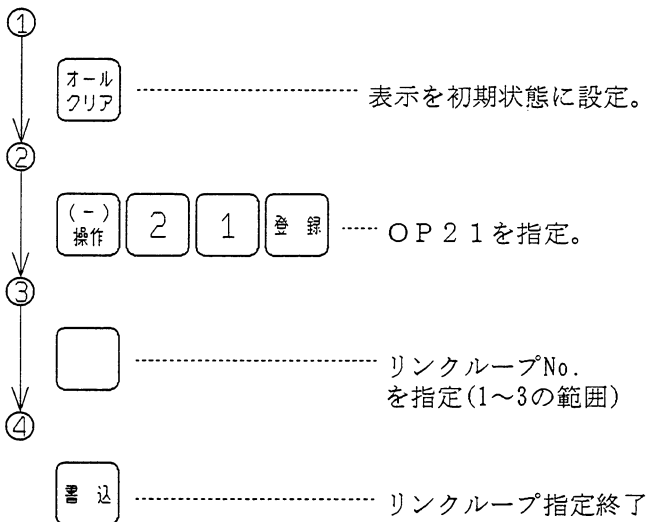 ①
オール
クリア
表示を初期状態に設定。
②
(-)
操作
2
1
登録
OP21を指定。
③
リンクループNo.
を指定(1~3の範囲)
④
書込
リンクループ指定終了